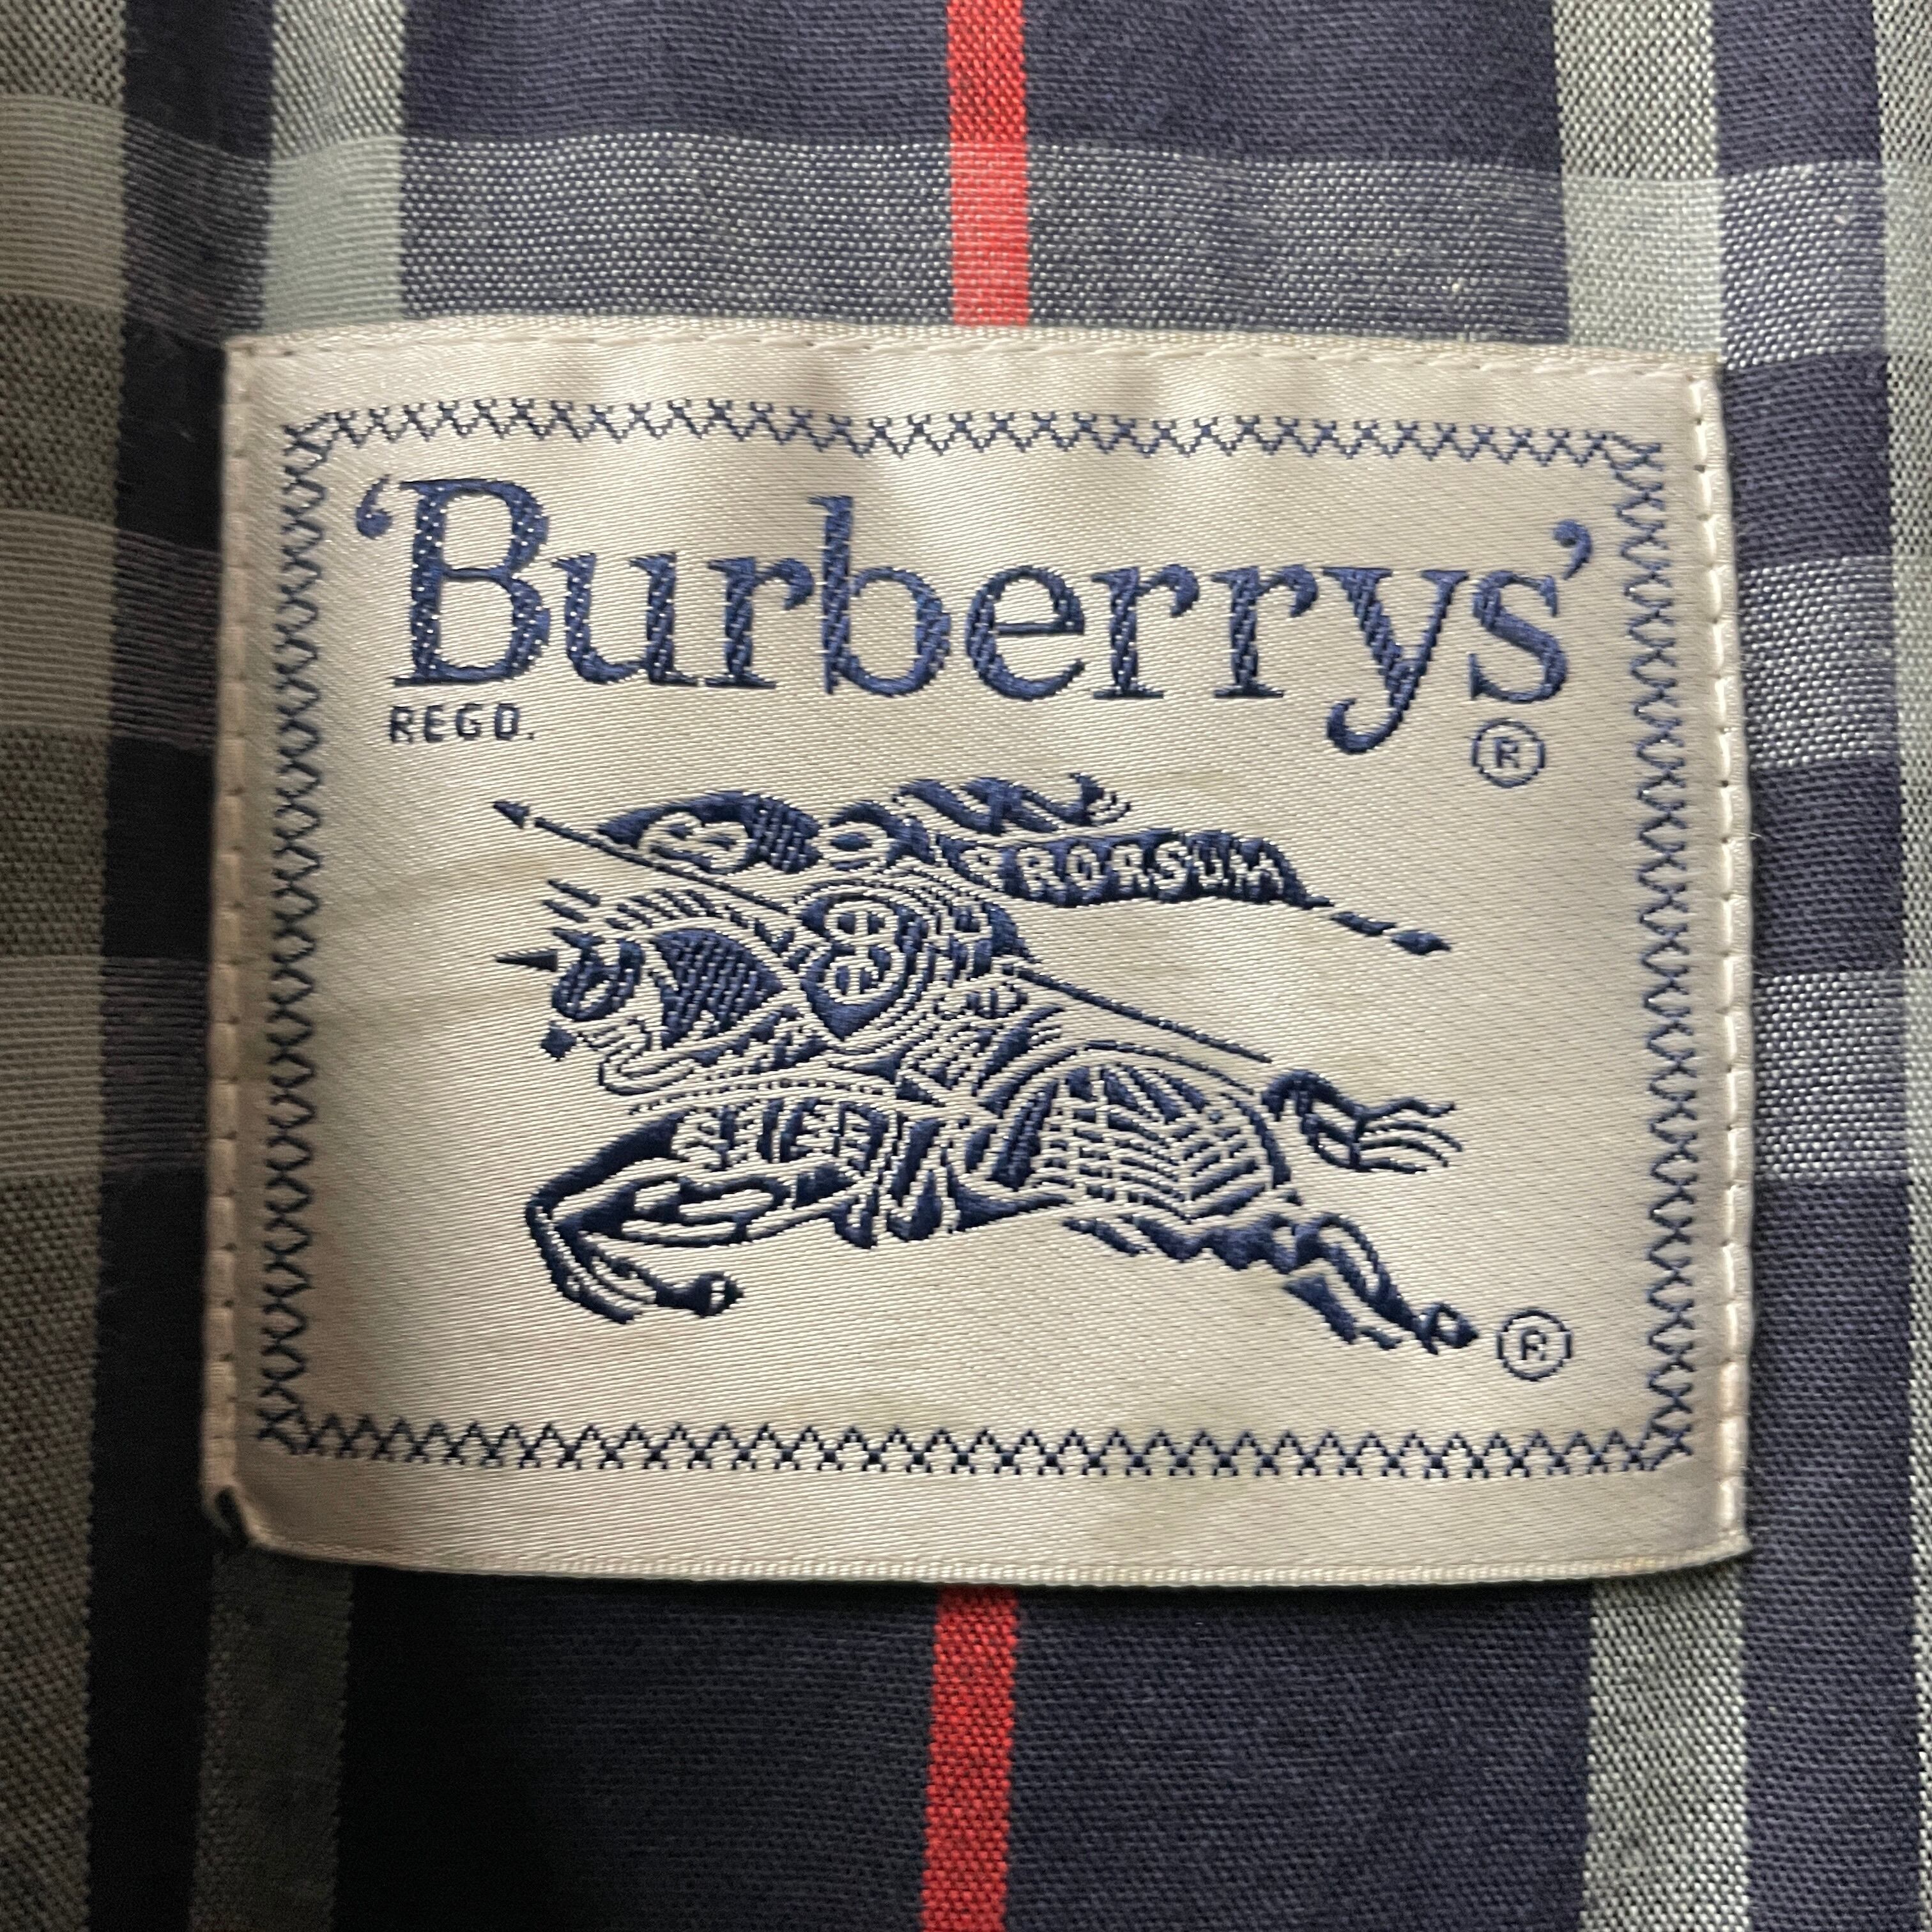 ‘Burberrys’
REGD. ®
PRORSUM
®